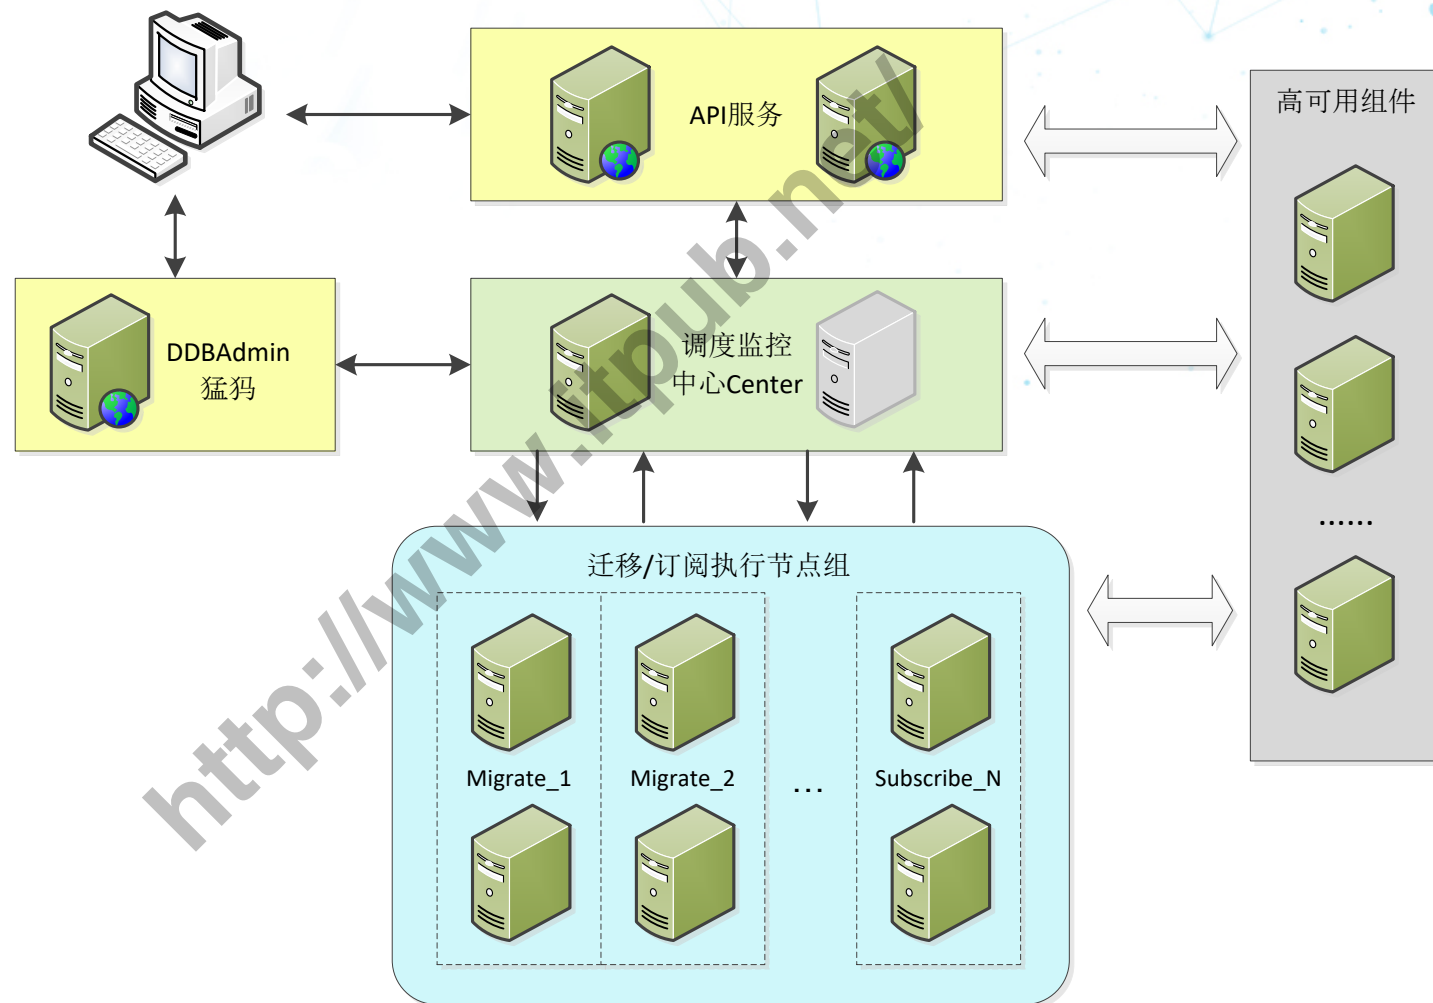 API服务
高可用组件
DDBAdmin
猛犸
调度监控
中心Center
......
迁移/订阅执行节点组
Migrate_1
Migrate_2
...
Subscribe_N
http://www.itpub.net/